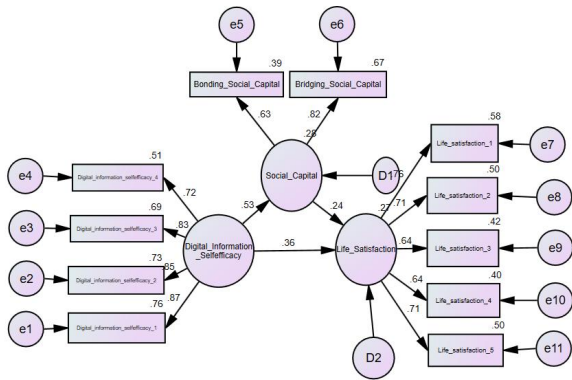 e5
e6
.39
.67
Bonding_Social_Capital
Bridging_Social_Capital
.58
.63
.82
Life_satisfaction_1
e7
.51
.28
e4
Digital_information_selfefficacy_4
Social_Capital
D1
.76
.50
.72
.71
Life_satisfaction_2
e8
.69
.53
.24
.27
e3
Digital_information_selfefficacy_3
.83
.42
Digital_Information
_Selfefficacy
.36
Life_Satisfaction
.64
Life_satisfaction_3
e9
.73
.85
e2
Digital_information_selfefficacy_2
.64
.40
.76
.87
Life_satisfaction_4
e10
e1
Digital_information_selfefficacy_1
.71
.50
D2
Life_satisfaction_5
e11